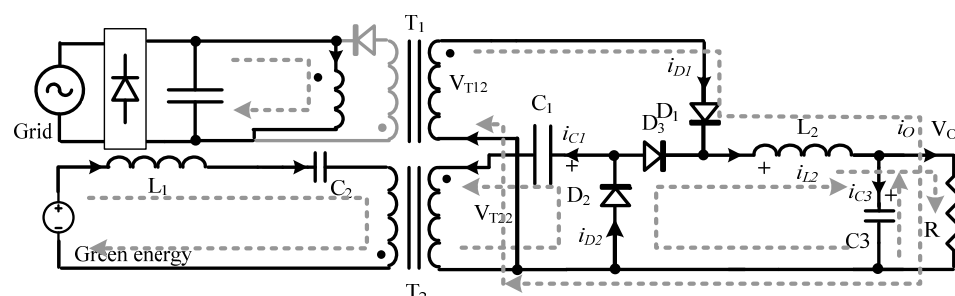 T1
Grid
VT12
C1
iD1
D3
D1
L2
iO
VO
iC1
+
+
iL2
L1
C2
D2
iC3
+
VT22
iD2
C3
R
Green energy
T2